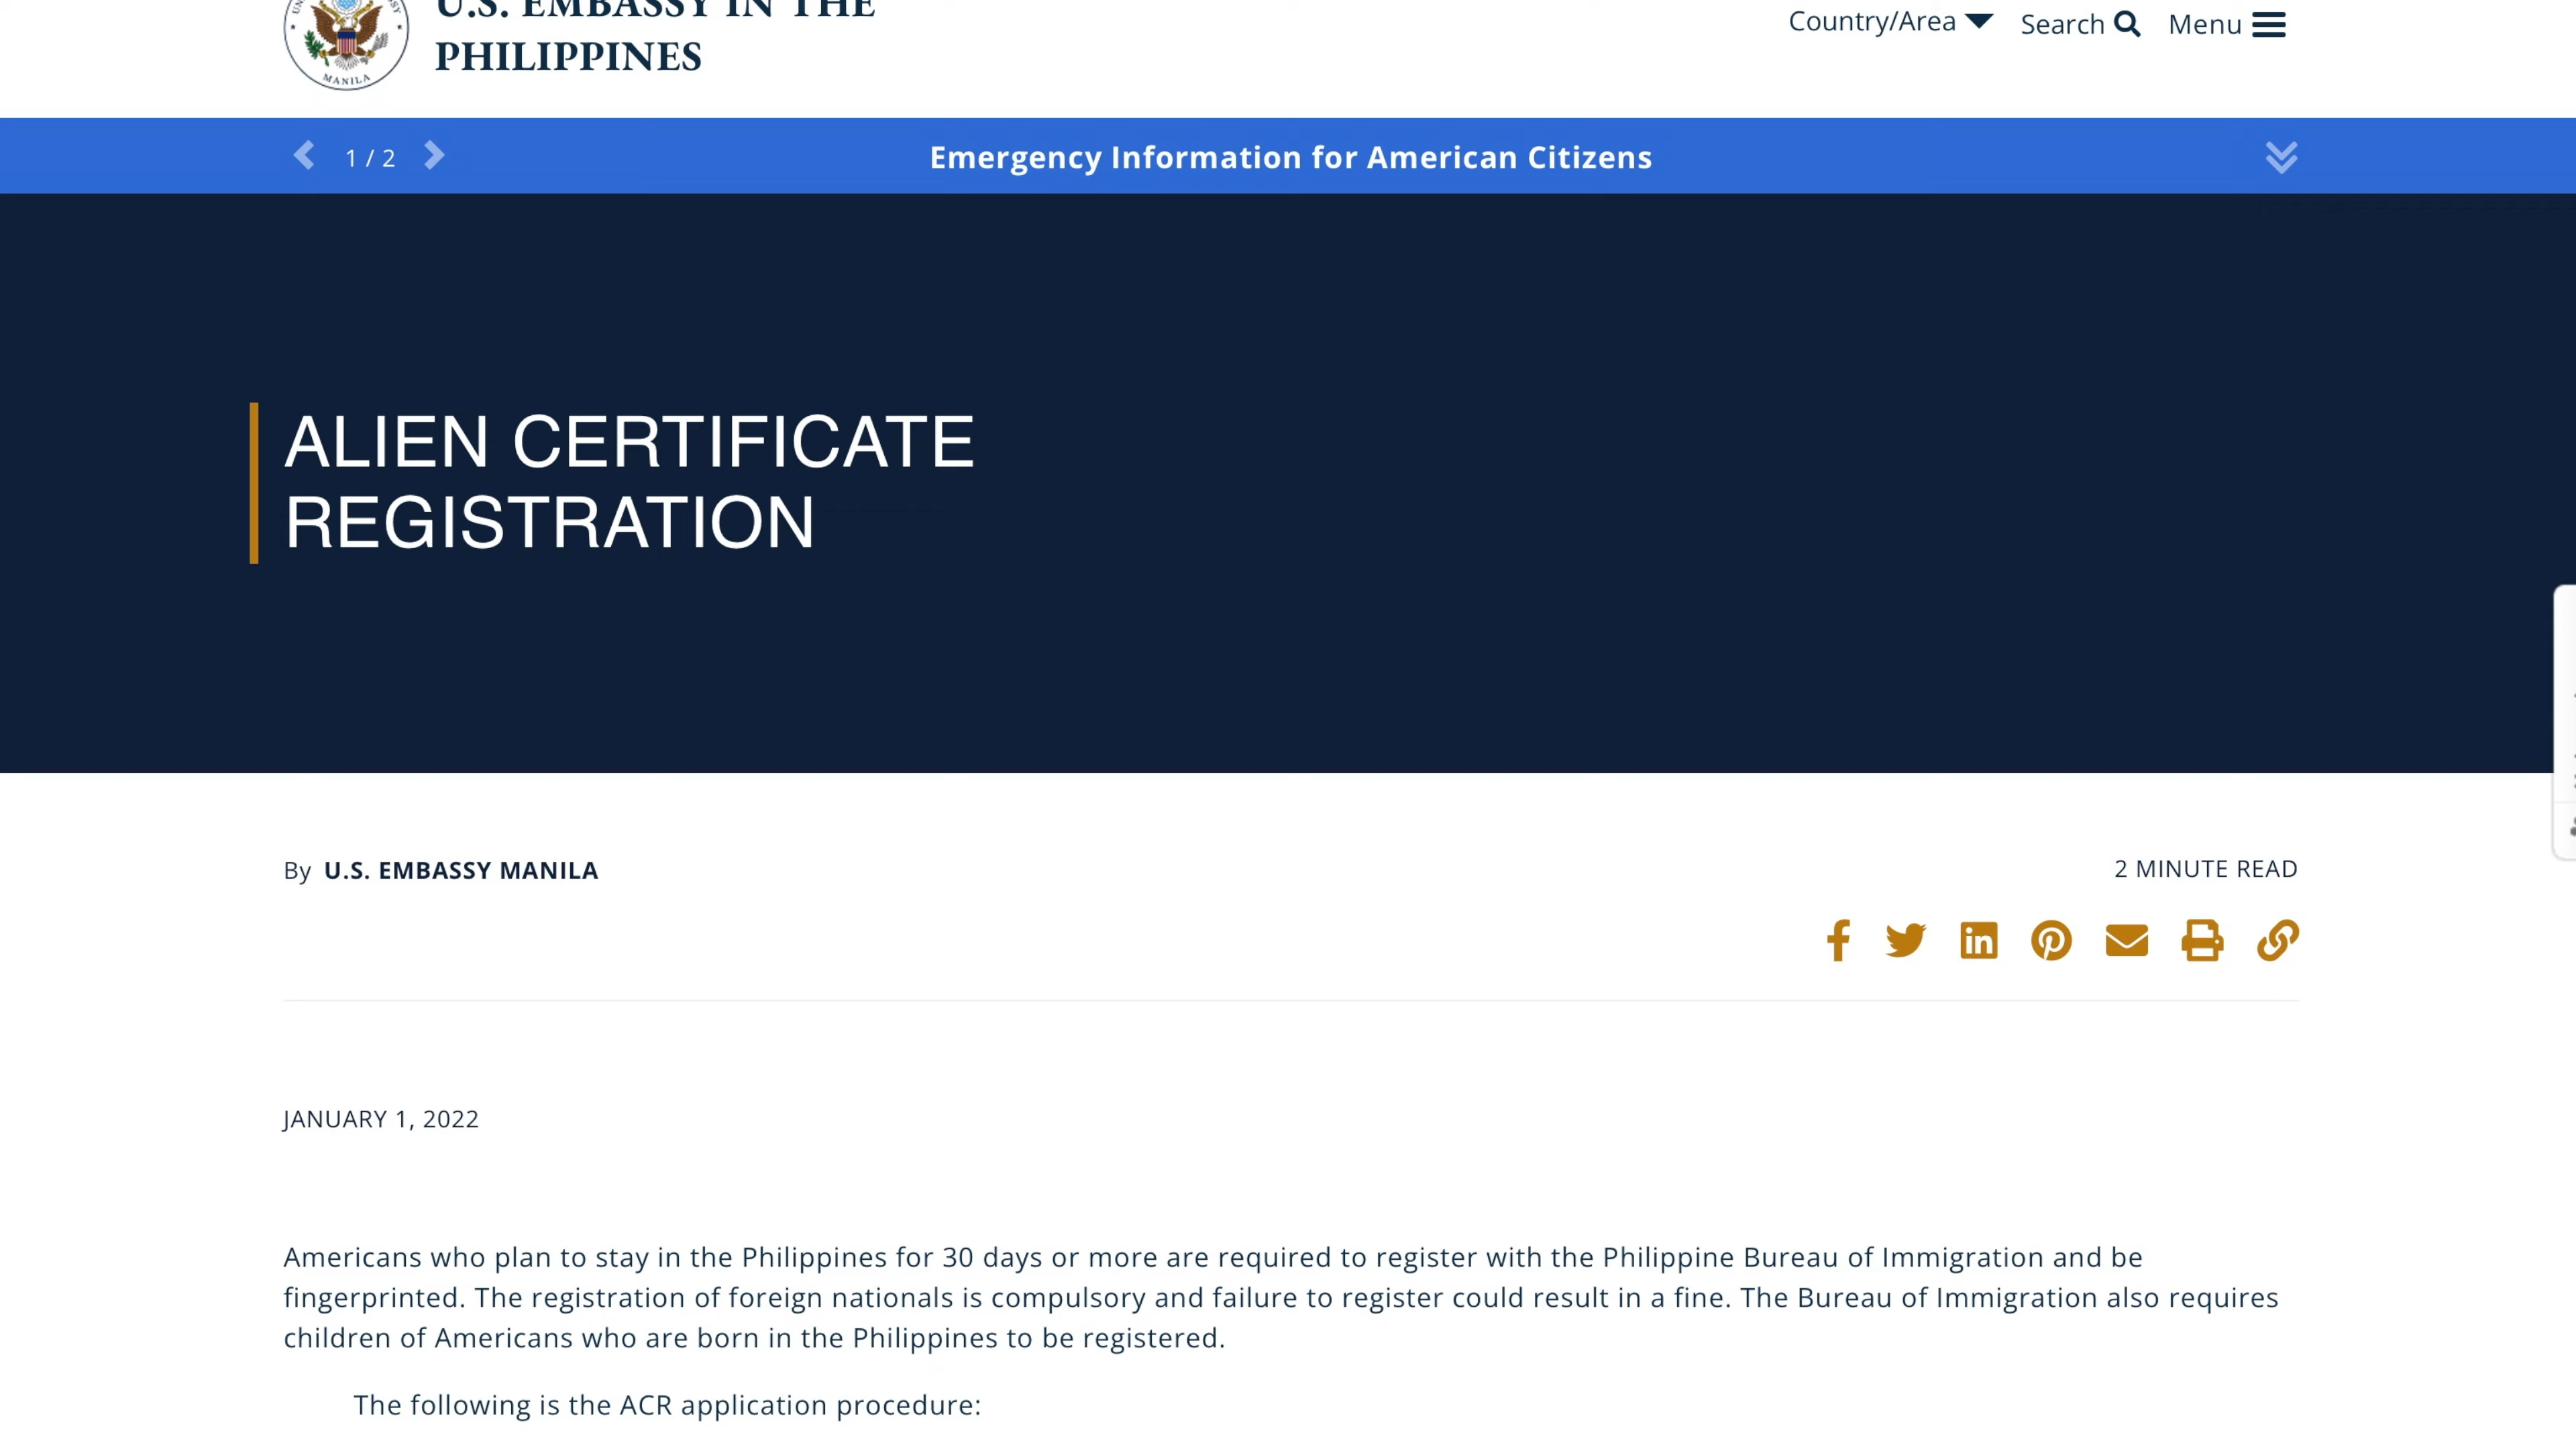 U.S. EMBASSY IN THE
PHILIPPINES
MANILA
Country/Area
Search
Menu
1 / 2
Emergency Information for American Citizens
ALIEN CERTIFICATE
REGISTRATION
By U.S. EMBASSY MANILA
2 MINUTE READ
JANUARY 1, 2022
Americans who plan to stay in the Philippines for 30 days or more are required to register with the Philippine Bureau of Immigration and be
fingerprinted. The registration of foreign nationals is compulsory and failure to register could result in a fine. The Bureau of Immigration also requires
children of Americans who are born in the Philippines to be registered.
The following is the ACR application procedure: